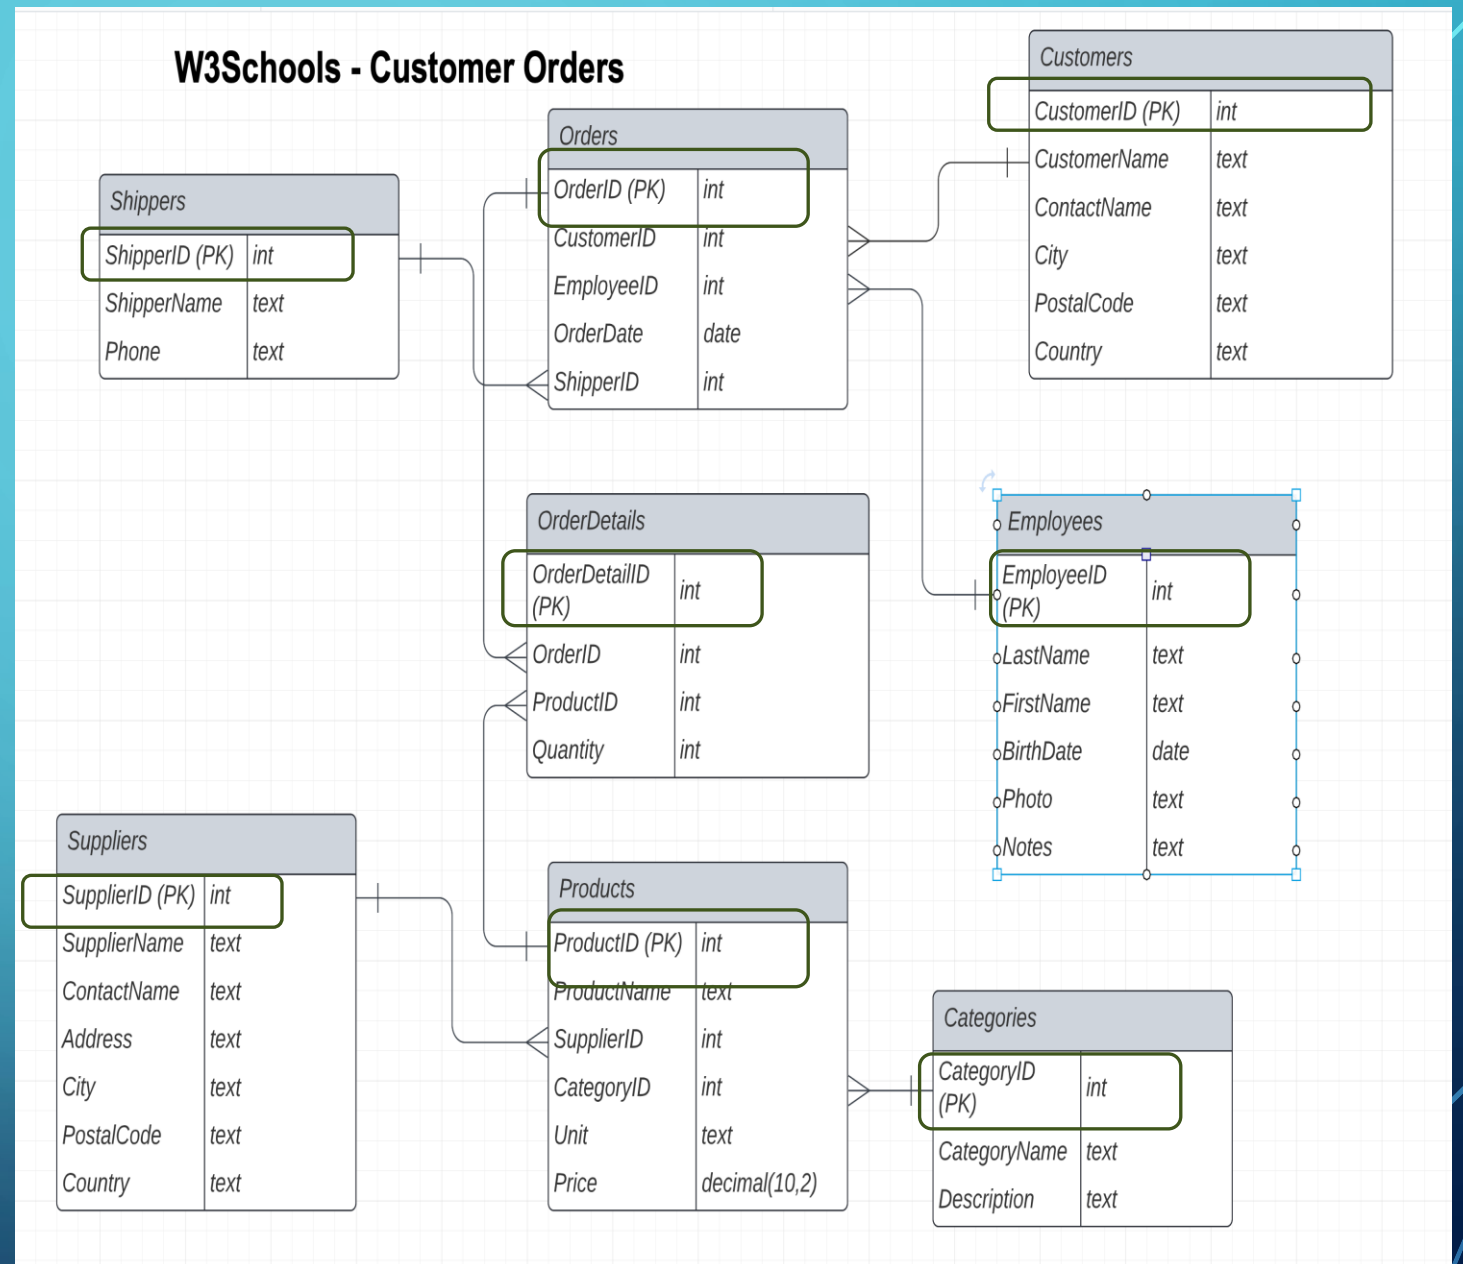 W3Schools - Customer Orders
Customers
CustomerID (PK) int
CustomerName text
ContactName text
City text
PostalCode text
Country text
Orders
OrderID (PK) int
CustomerID int
EmployeeID int
OrderDate date
ShipperID int
Shippers
ShipperID (PK) int
ShipperName text
Phone text
OrderDetails
OrderDetailID
(PK) int
OrderID int
ProductID int
Quantity int
Employees
EmployeeID
(PK) int
LastName text
FirstName text
BirthDate date
Photo text
Notes text
Suppliers
SupplierID (PK) int
SupplierName text
ContactName text
Address text
City text
PostalCode text
Country text
Products
ProductID (PK) int
ProductName text
SupplierID int
CategoryID int
Unit text
Price decimal(10,2)
Categories
CategoryID
(PK) int
CategoryName text
Description text